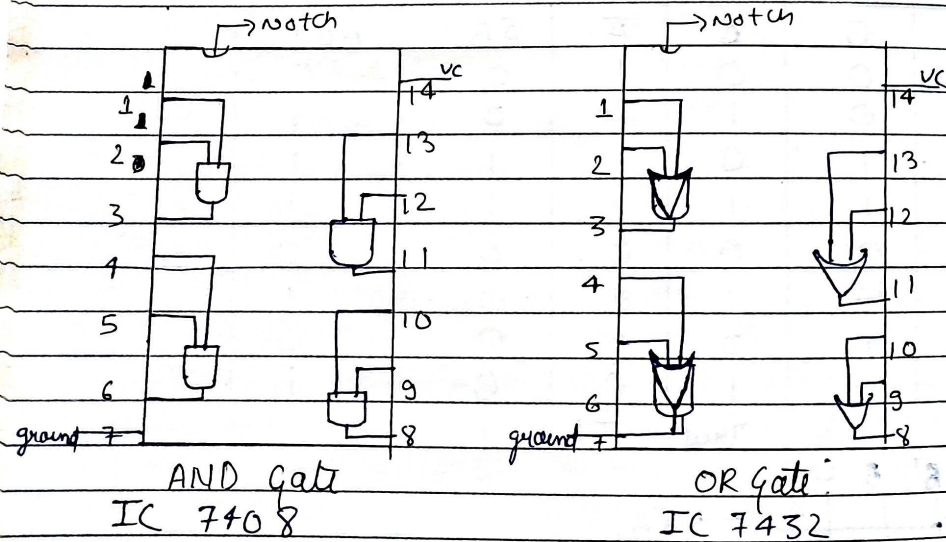 → Notch
1
2
3
4
5
6
ground 7
vc
14
13
12
11
10
9
8
AND Gate
IC 7408
→ Notch
1
2
3
4
5
6
ground 7
vc
14
13
12
11
10
9
8
OR gate.
IC 7432